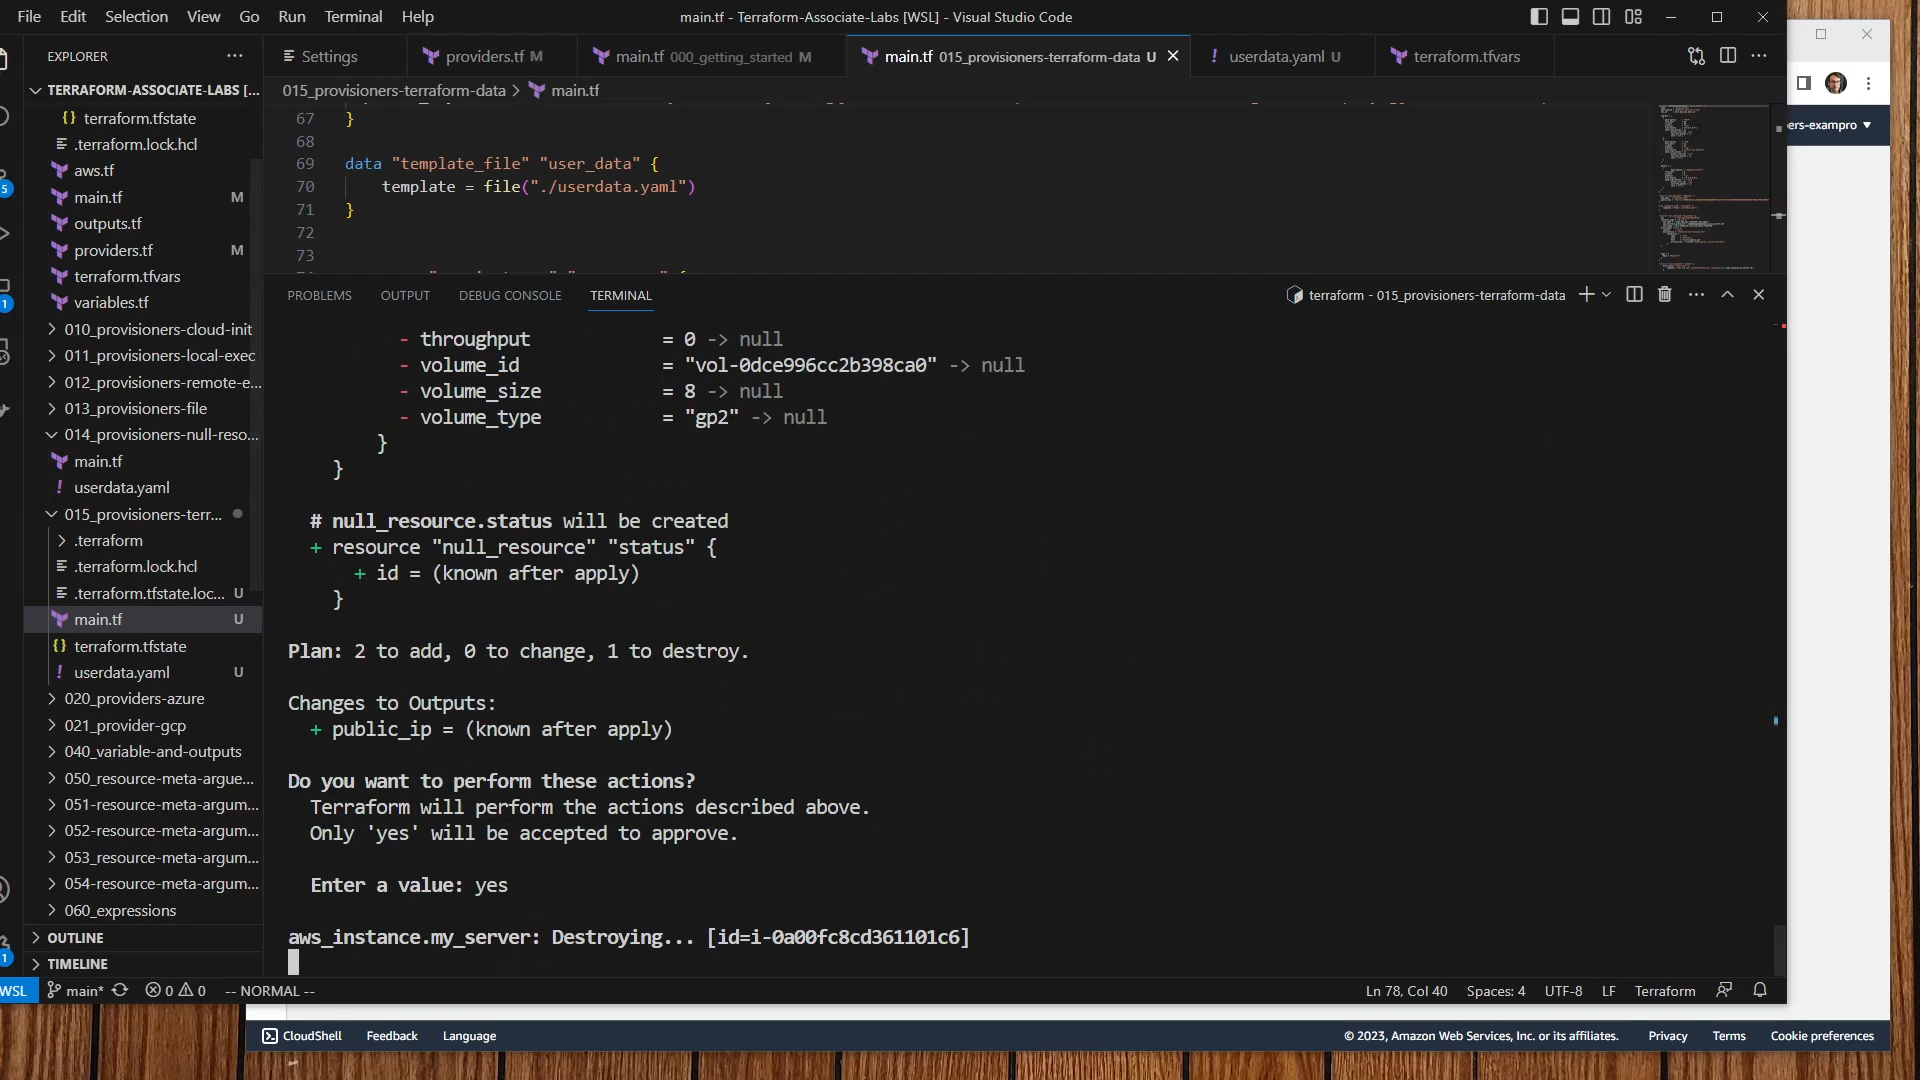 File Edit Selection View Go Run Terminal Help
main.tf - Terraform-Associate-Labs [WSL] - Visual Studio Code
EXPLORER
Settings
providers.tf M
main.tf 000_getting_started M
main.tf 015_provisioners-terraform-data U
userdata.yaml U
terraform.tfvars
TERRAFORM-ASSOCIATE-LABS [...
015_provisioners-terraform-data > main.tf
ers-exampro
terraform.tfstate
.terraform.lock.hcl
aws.tf
main.tf M
outputs.tf
providers.tf M
terraform.tfvars
variables.tf
010_provisioners-cloud-init
011_provisioners-local-exec
012_provisioners-remote-e...
013_provisioners-file
014_provisioners-null-reso...
main.tf
userdata.yaml
015_provisioners-terr...
.terraform
.terraform.lock.hcl
.terraform.tfstate.loc... U
main.tf U
terraform.tfstate
userdata.yaml U
020_providers-azure
021_provider-gcp
040_variable-and-outputs
050_resource-meta-argue...
051-resource-meta-argum...
052-resource-meta-argum...
053_resource-meta-argum...
054-resource-meta-argum...
060_expressions
OUTLINE
TIMELINE
5
1
1
67 }
68
69 data "template_file" "user_data" {
70 template = file("./userdata.yaml")
71 }
72
73
PROBLEMS OUTPUT DEBUG CONSOLE TERMINAL
terraform - 015_provisioners-terraform-data
- throughput = 0 -> null
- volume_id = "vol-0dce996cc2b398ca0" -> null
- volume_size = 8 -> null
- volume_type = "gp2" -> null
}
}
# null_resource.status will be created
+ resource "null_resource" "status" {
+ id = (known after apply)
}
Plan: 2 to add, 0 to change, 1 to destroy.
Changes to Outputs:
+ public_ip = (known after apply)
Do you want to perform these actions?
Terraform will perform the actions described above.
Only 'yes' will be accepted to approve.
Enter a value: yes
aws_instance.my_server: Destroying... [id=i-0a00fc8cd361101c6]
WSL main* 0 0 -- NORMAL --
Ln 78, Col 40 Spaces: 4 UTF-8 LF Terraform
CloudShell Feedback Language
© 2023, Amazon Web Services, Inc. or its affiliates. Privacy Terms Cookie preferences